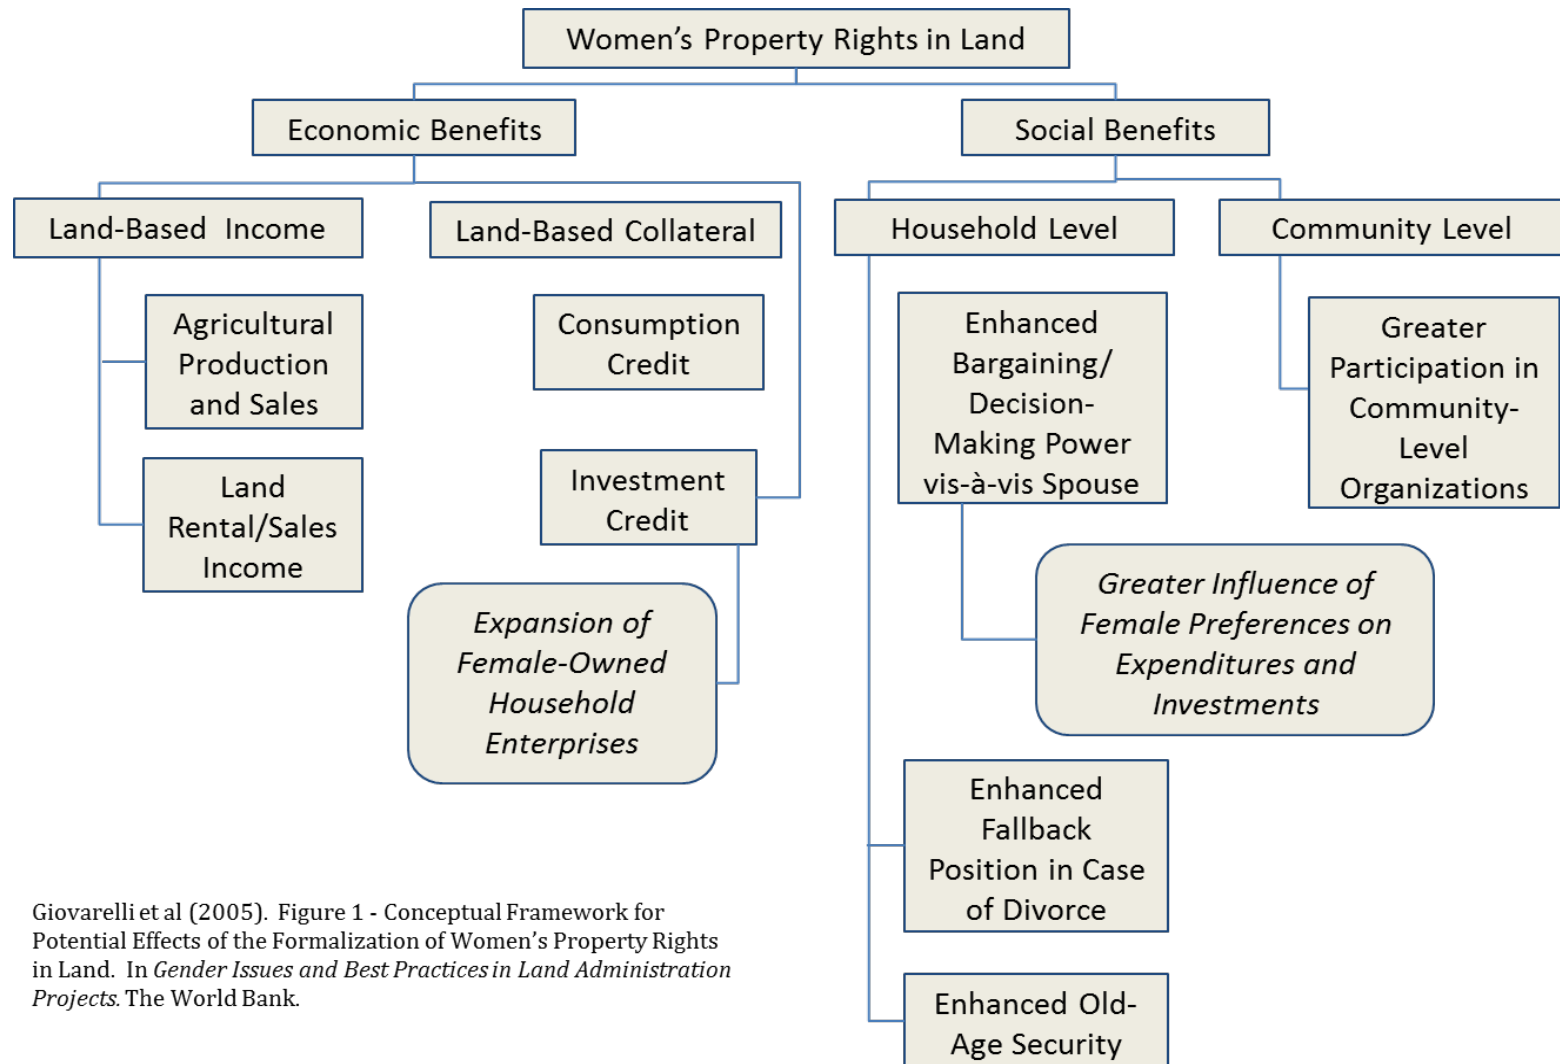 Women’s Property Rights in Land
Economic Benefits
Social Benefits
Land-Based Income
Land-Based Collateral
Household Level
Community Level
Agricultural
Production
and Sales
Land
Rental/Sales
Income
Consumption
Credit
Investment
Credit
Expansion of
Female-Owned
Household
Enterprises
Enhanced
Bargaining/
Decision-
Making Power
vis-à-vis Spouse
Greater Influence of
Female Preferences on
Expenditures and
Investments
Enhanced
Fallback
Position in Case
of Divorce
Enhanced Old-
Age Security
Greater
Participation in
Community-
Level
Organizations
Giovarelli et al (2005). Figure 1 - Conceptual Framework for
Potential Effects of the Formalization of Women’s Property Rights
in Land. In Gender Issues and Best Practices in Land Administration
Projects. The World Bank.